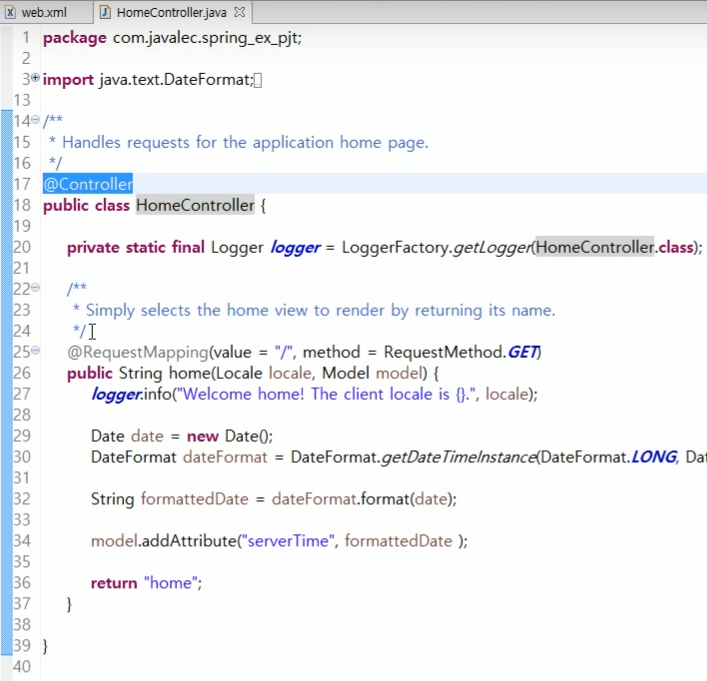 web.xml HomeController.java
1 package com.javalec.spring_ex_pjt;
2
3 import java.text.DateFormat;
13
14 /**
15 * Handles requests for the application home page.
16 */
17 @Controller
18 public class HomeController {
19
20 private static final Logger logger = LoggerFactory.getLogger(HomeController.class);
21
22 /**
23 * Simply selects the home view to render by returning its name.
24 */
25 @RequestMapping(value = "/", method = RequestMethod.GET)
26 public String home(Locale locale, Model model) {
27 logger.info("Welcome home! The client locale is {}.", locale);
28
29 Date date = new Date();
30 DateFormat dateFormat = DateFormat.getDateTimeInstance(DateFormat.LONG, Dat
31
32 String formattedDate = dateFormat.format(date);
33
34 model.addAttribute("serverTime", formattedDate );
35
36 return "home";
37 }
38
39 }
40